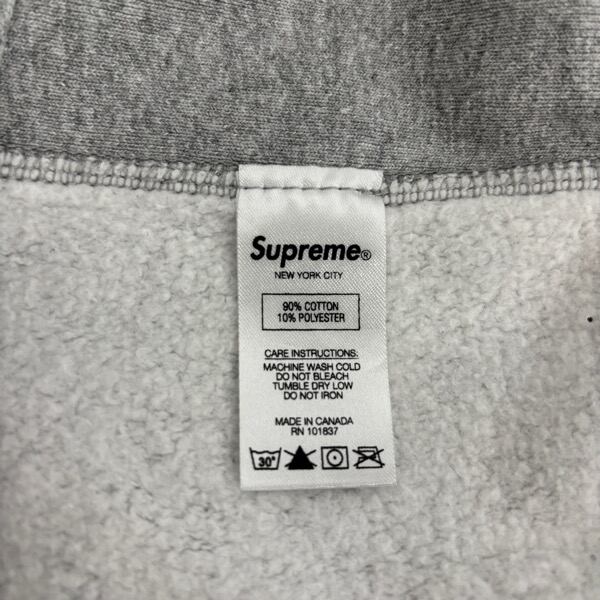 Supreme®
NEW YORK CITY
90% COTTON
10% POLYESTER
CARE INSTRUCTIONS:
MACHINE WASH COLD
DO NOT BLEACH
TUMBLE DRY LOW
DO NOT IRON
MADE IN CANADA
RN 101837
30°